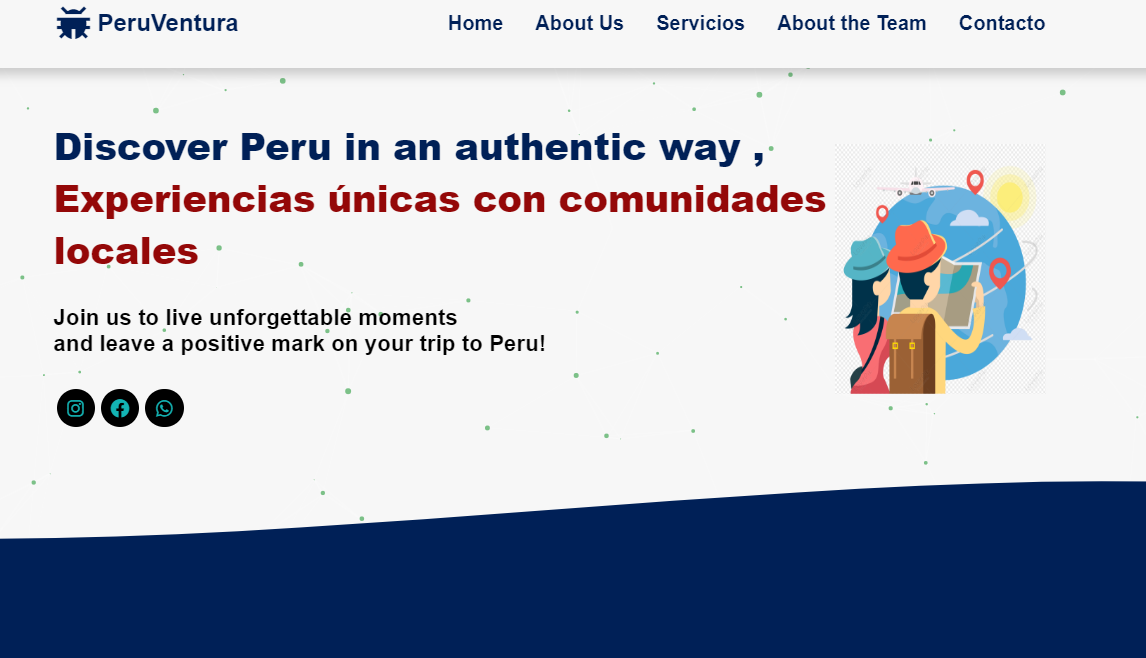 PeruVentura
Home About Us Servicios About the Team Contacto
Discover Peru in an authentic way ,
Experiencias únicas con comunidades
locales
Join us to live unforgettable moments
and leave a positive mark on your trip to Peru!